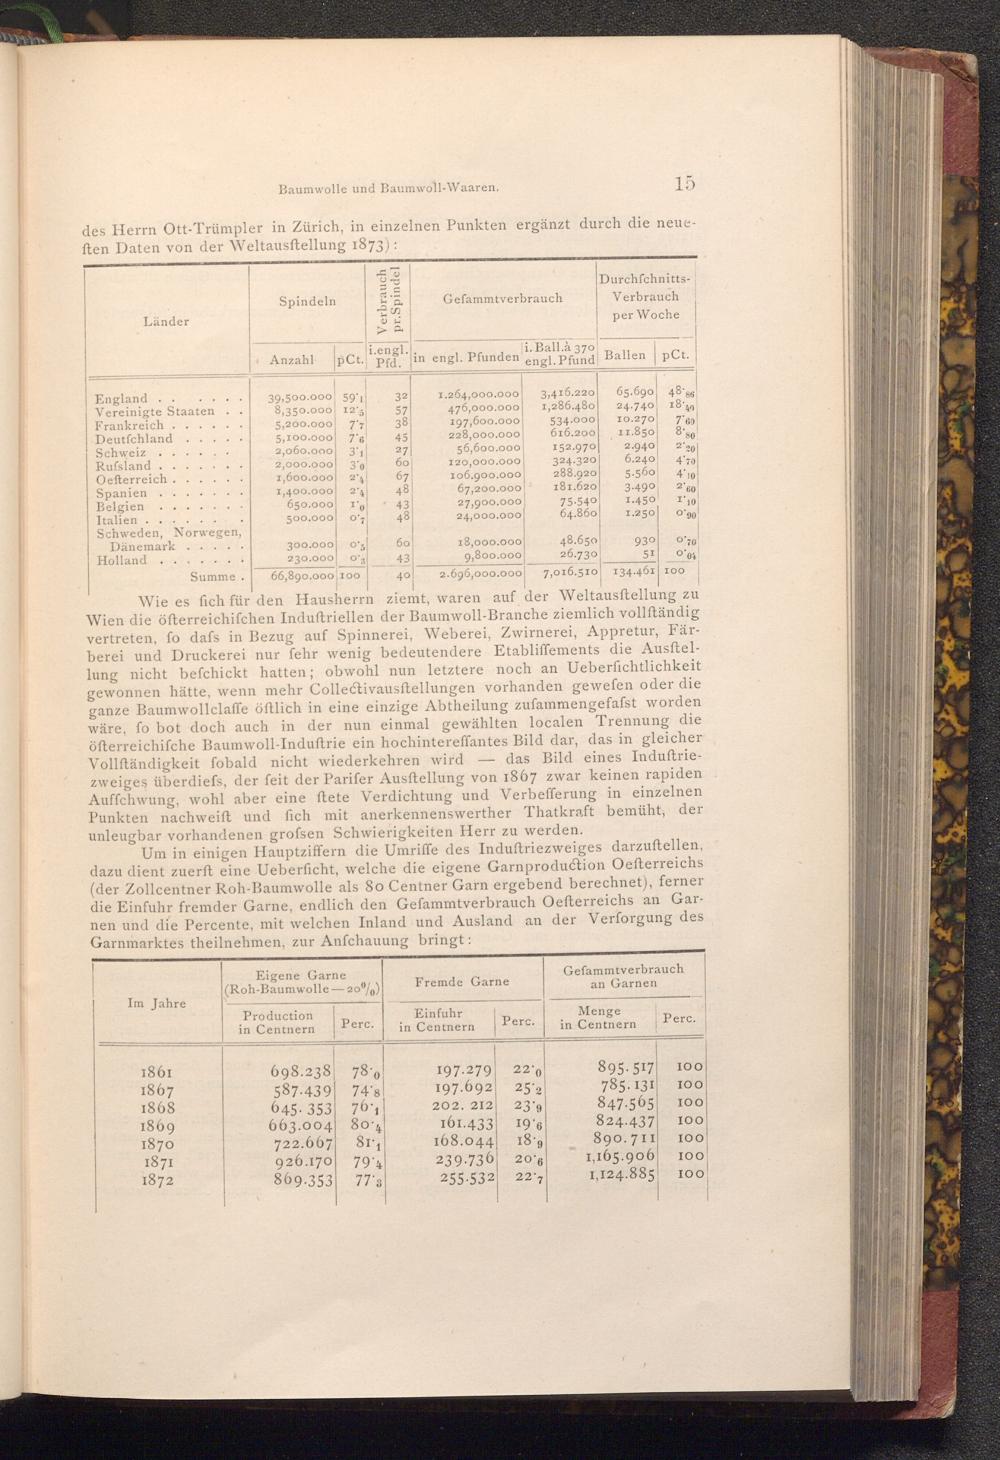 Baumwolle und Baumwoll-Waaren. 15
des Herrn Ott-Trümpler in Zürich, in einzelnen Punkten ergänzt durch die neue-
ſten Daten von der Weltausſtellung 1873):
Länder | Spindeln | Verbrauch pr. Spindel | Geſammtverbrauch | Durchſchnitts-Verbrauch per Woche
Anzahl | pCt. | i. engl. Pfd. | in engl. Pfunden | i. Ball. à 370 engl. Pfund | Ballen | pCt.
England . . . . . . . | 39,500.000 | 59·1 | 32 | 1.264,000.000 | 3,416.220 | 65.690 | 48·86
Vereinigte Staaten . . | 8,350.000 | 12·5 | 57 | 476,000.000 | 1,286.480 | 24.740 | 18·40
Frankreich . . . . . . | 5,200.000 | 7·7 | 38 | 197,600.000 | 534.000 | 10.270 | 7·60
Deutſchland . . . . . | 5,100.000 | 7·6 | 45 | 228,000.000 | 616.200 | 11.850 | 8·80
Schweiz . . . . . . | 2,060.000 | 3·1 | 27 | 56,600.000 | 152.970 | 2.940 | 2·20
Ruſsland . . . . . . . | 2,000.000 | 3·0 | 60 | 120,000.000 | 324.320 | 6.240 | 4·70
Oeſterreich . . . . . . | 1,600.000 | 2·4 | 67 | 106.900.000 | 288.920 | 5.560 | 4·10
Spanien . . . . . . . | 1,400.000 | 2·4 | 48 | 67,200.000 | 181.620 | 3.490 | 2·60
Belgien . . . . . . . | 650.000 | 1·0 | 43 | 27,900.000 | 75.540 | 1.450 | 1·10
Italien . . . . . . . . | 500.000 | 0·7 | 48 | 24,000.000 | 64.860 | 1.250 | 0·90
Schweden, Norwegen,
Dänemark . . . . . | 300.000 | 0·5 | 60 | 18,000.000 | 48.650 | 930 | 0·70
Holland . . . . . . . | 230.000 | 0·3 | 43 | 9,800.000 | 26.730 | 51 | 0·04
Summe . | 66,890.000 | 100 | 40 | 2.696,000.000 | 7,016.510 | 134.461 | 100
Wie es ſich für den Hausherrn ziemt, waren auf der Weltausſtellung zu
Wien die öſterreichiſchen Induſtriellen der Baumwoll-Branche ziemlich vollſtändig
vertreten, ſo daſs in Bezug auf Spinnerei, Weberei, Zwirnerei, Appretur, Fär-
berei und Druckerei nur ſehr wenig bedeutendere Etabliſſements die Ausſtel-
lung nicht beſchickt hatten; obwohl nun letztere noch an Ueberſichtlichkeit
gewonnen hätte, wenn mehr Collectivausſtellungen vorhanden geweſen oder die
ganze Baumwollclaſſe öſtlich in eine einzige Abtheilung zuſammengefaſst worden
wäre, ſo bot doch auch in der nun einmal gewählten localen Trennung die
öſterreichiſche Baumwoll-Induſtrie ein hochintereſſantes Bild dar, das in gleicher
Vollſtändigkeit ſobald nicht wiederkehren wird — das Bild eines Induſtrie-
zweiges überdieſs, der ſeit der Pariſer Ausſtellung von 1867 zwar keinen rapiden
Aufſchwung, wohl aber eine ſtete Verdichtung und Verbeſſerung in einzelnen
Punkten nachweiſt und ſich mit anerkennenswerther Thatkraft bemüht, der
unleugbar vorhandenen groſsen Schwierigkeiten Herr zu werden.
Um in einigen Hauptziffern die Umriſſe des Induſtriezweiges darzuſtellen,
dazu dient zuerſt eine Ueberſicht, welche die eigene Garnproduction Oeſterreichs
(der Zollcentner Roh-Baumwolle als 80 Centner Garn ergebend berechnet), ferner
die Einfuhr fremder Garne, endlich den Geſammtverbrauch Oeſterreichs an Gar-
nen und die Percente, mit welchen Inland und Ausland an der Verſorgung des
Garnmarktes theilnehmen, zur Anſchauung bringt:
Im Jahre | Eigene Garne (Roh-Baumwolle — 20%) | Fremde Garne | Geſammtverbrauch an Garnen
Production in Centnern | Perc. | Einfuhr in Centnern | Perc. | Menge in Centnern | Perc.
1861 | 698.238 | 78·0 | 197.279 | 22·0 | 895.517 | 100
1867 | 587.439 | 74·8 | 197.692 | 25·2 | 785.131 | 100
1868 | 645.353 | 76·1 | 202.212 | 23·9 | 847.565 | 100
1869 | 663.004 | 80·4 | 161.433 | 19·6 | 824.437 | 100
1870 | 722.667 | 81·1 | 168.044 | 18·9 | 890.711 | 100
1871 | 926.170 | 79·4 | 239.736 | 20·6 | 1,165.906 | 100
1872 | 869.353 | 77·3 | 255.532 | 22·7 | 1,124.885 | 100